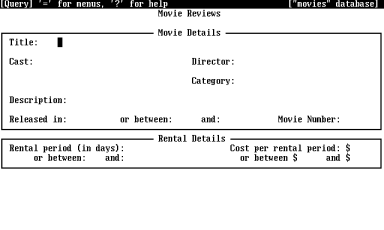 [Query] '=' for menus, '?' for help ["movies" database]
Movie Reviews
Movie Details
Title:
Cast: Director:
Category:
Description:
Released in: or between: and: Movie Number:
Rental Details
Rental period (in days): Cost per rental period: $
or between: and: or between $ and $